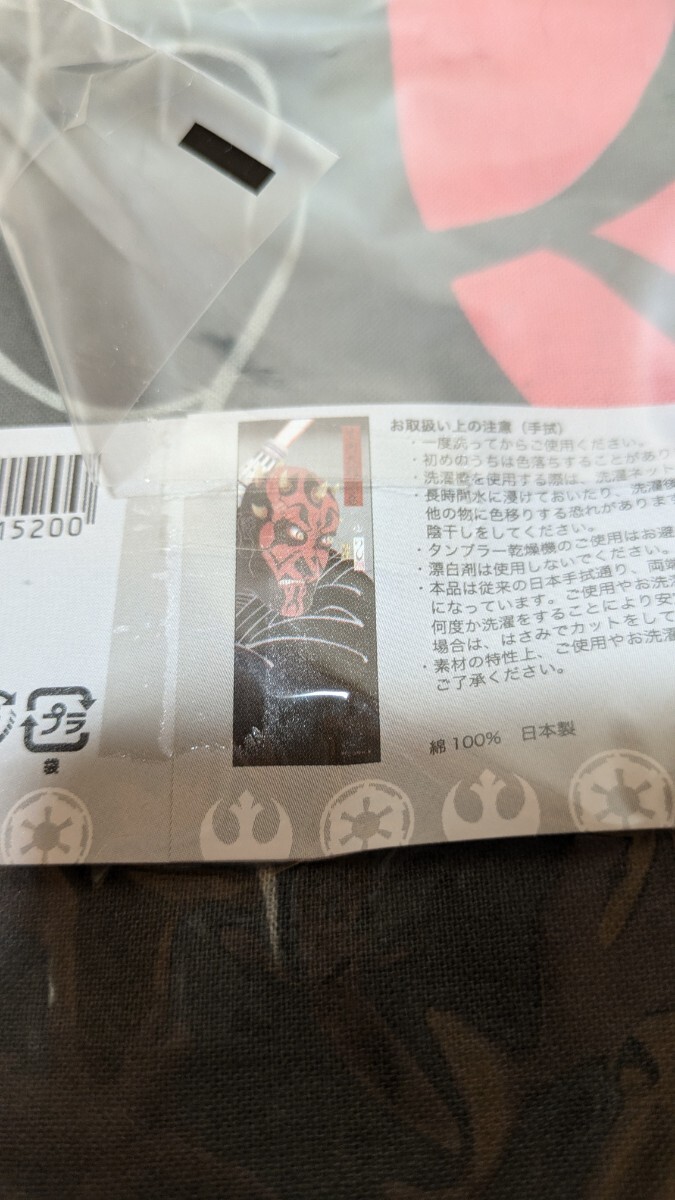 お取扱い上の注意（手拭）
・一度洗ってからご使用ください。
・初めのうちは色落ちすることがあり
・洗濯機を使用する際は、洗濯ネット
・長時間水に浸けておいたり、洗濯後
他の物に色移りする恐れがあります
陰干しをしてください。
・タンブラー乾燥機のご使用はお避
・漂白剤は使用しないでください。
・本品は従来の日本手拭通り、両端
になっています。ご使用やお洗
何度か洗濯をすることにより安
場合は、はさみでカットをして
・素材の特性上、ご使用やお洗濯
ご了承ください。
綿 100%　日本製
15200
プラ
袋